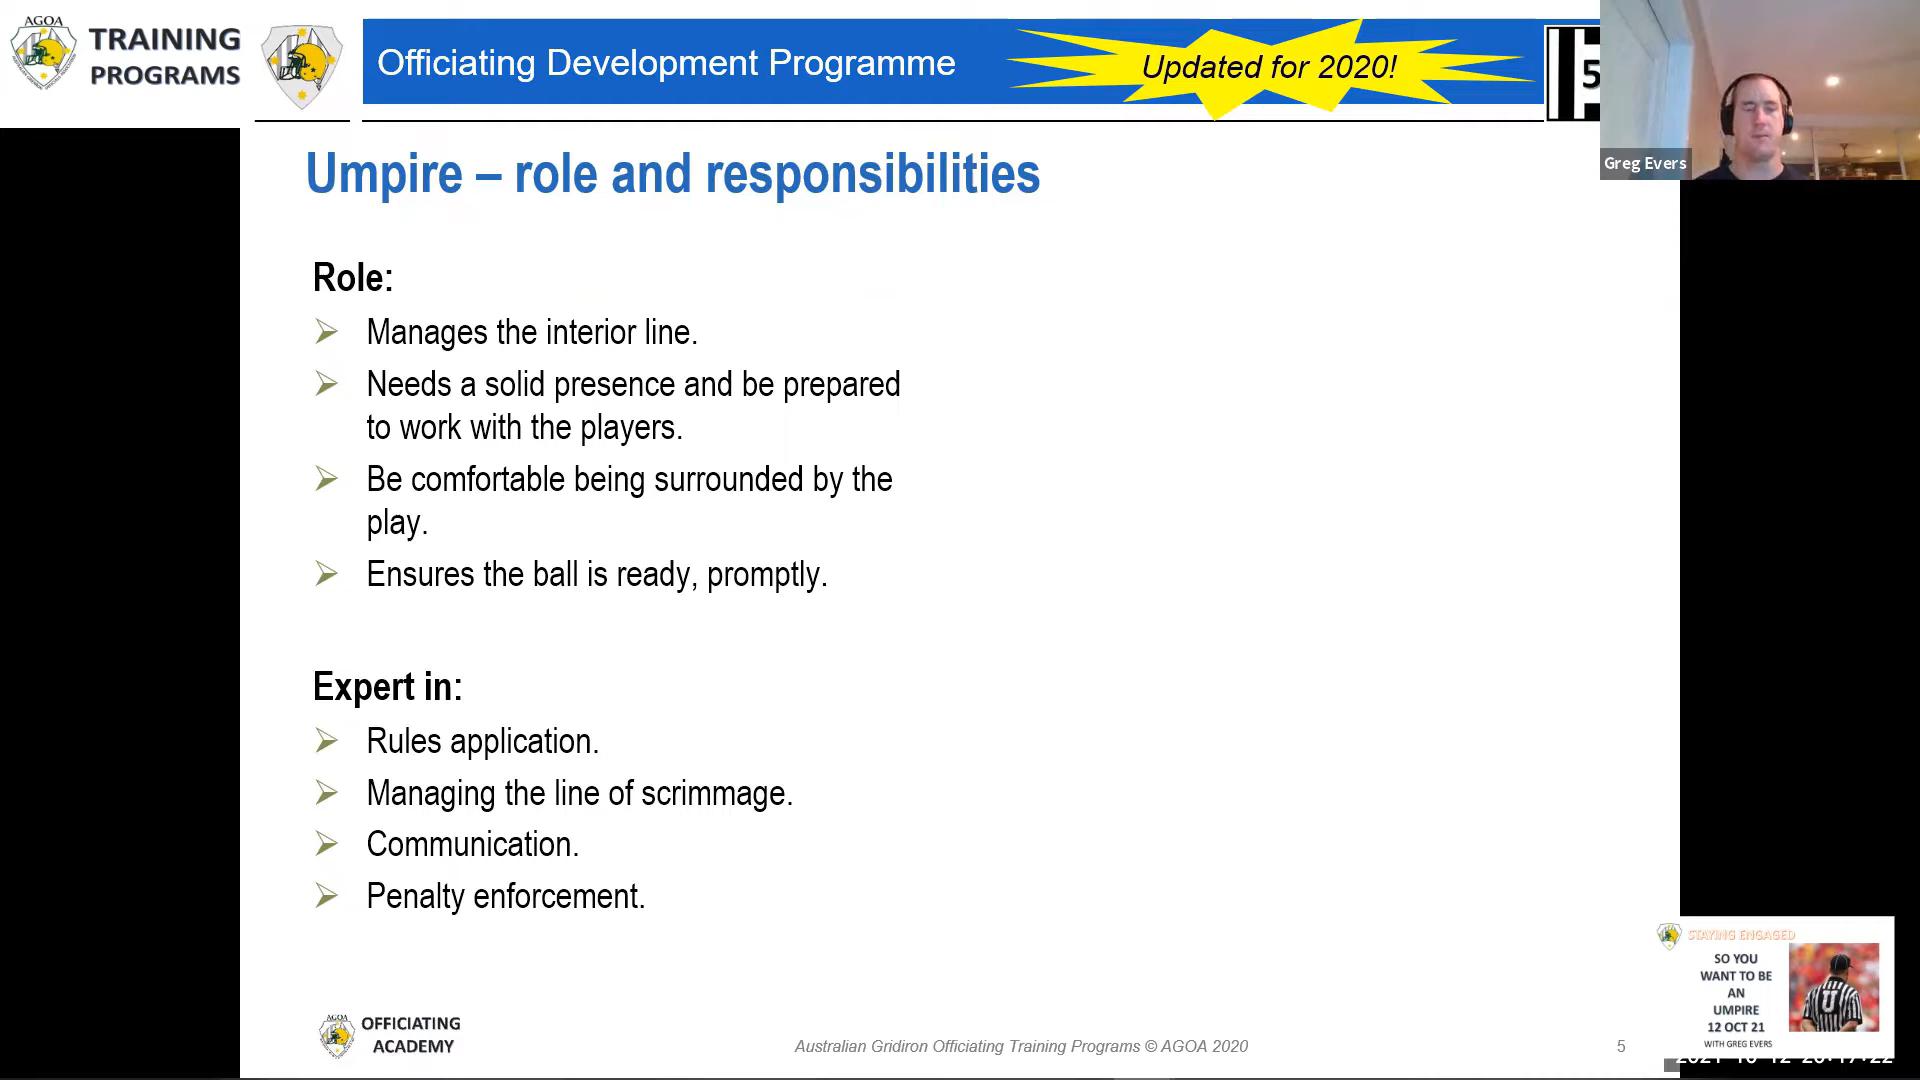 AGOA
TRAINING
PROGRAMS
Officiating Development Programme
Updated for 2020!
5
Greg Evers
Umpire – role and responsibilities
Role:
Manages the interior line.
Needs a solid presence and be prepared
to work with the players.
Be comfortable being surrounded by the
play.
Ensures the ball is ready, promptly.
Expert in:
Rules application.
Managing the line of scrimmage.
Communication.
Penalty enforcement.
STAYING ENGAGED
SO YOU
WANT TO BE
AN
UMPIRE
12 OCT 21
WITH GREG EVERS
U
AGOA
OFFICIATING
ACADEMY
Australian Gridiron Officiating Training Programs © AGOA 2020
5